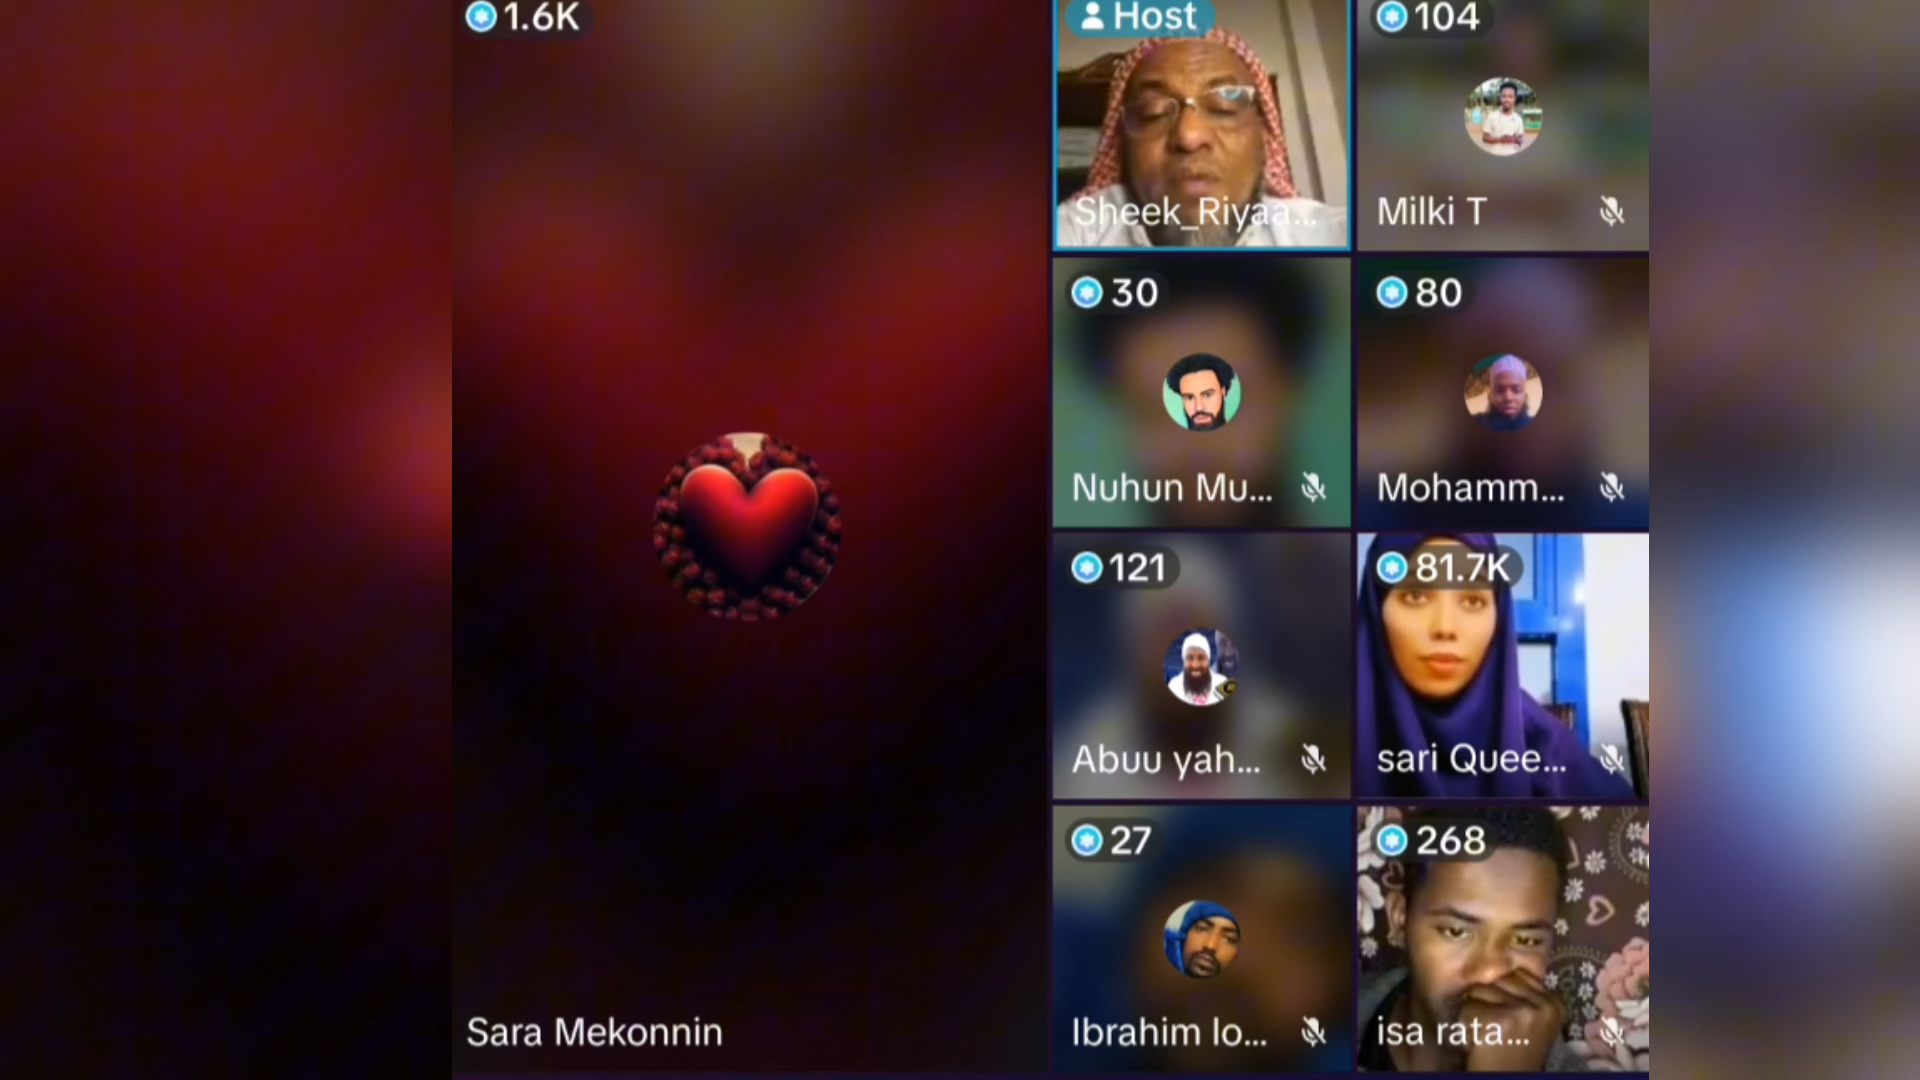 1.6K
Sara Mekonnin
Host
Sheek_Riyaa...
104
Milki T
30
Nuhun Mu...
80
Mohamm...
121
Abuu yah...
81.7K
sari Quee...
27
Ibrahim lo...
268
isa rata...